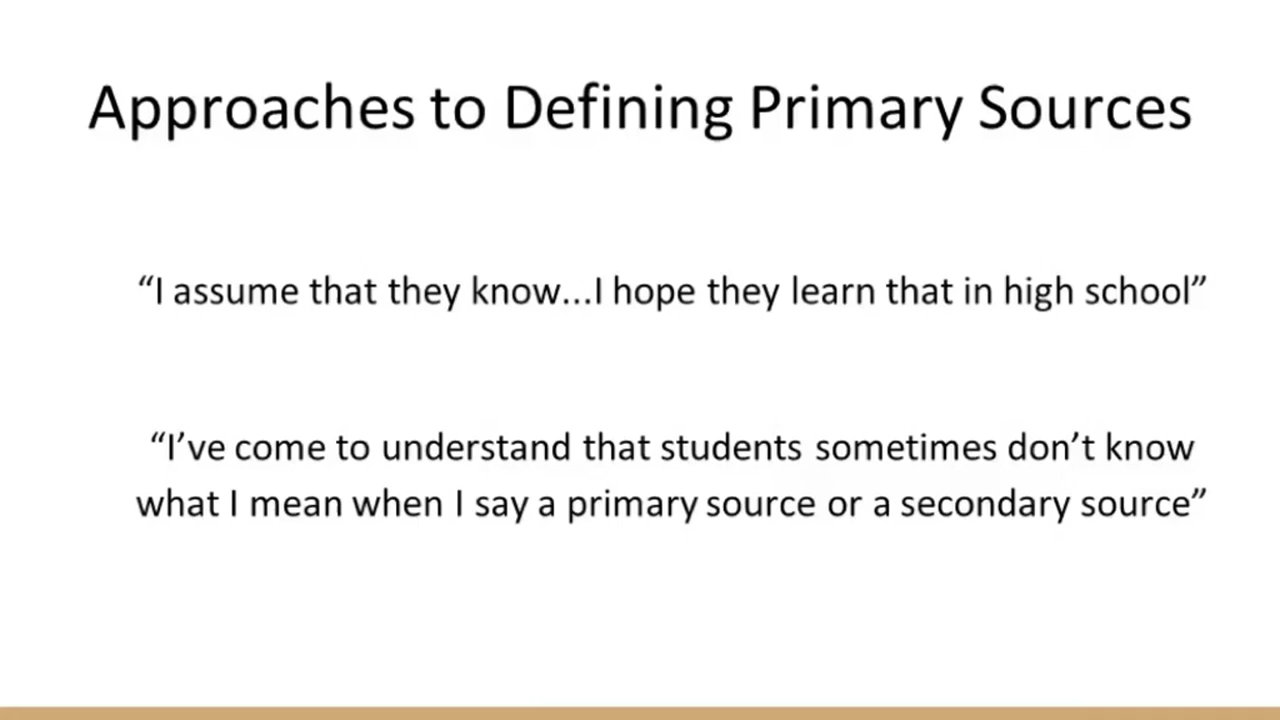 Approaches to Defining Primary Sources
“I assume that they know...I hope they learn that in high school”
“I’ve come to understand that students sometimes don’t know
what I mean when I say a primary source or a secondary source”